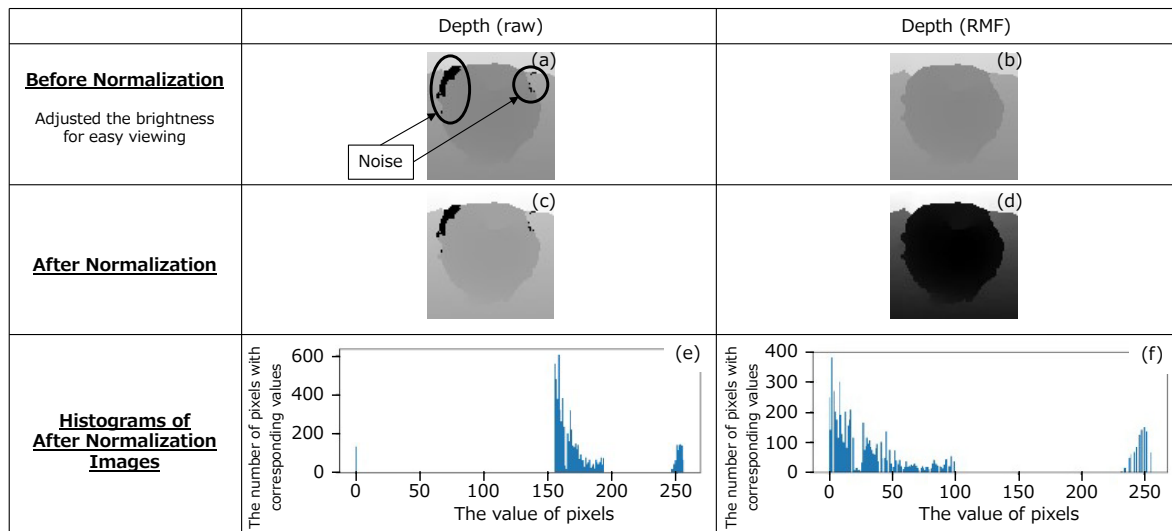 Depth (raw)
Depth (RMF)
Before Normalization
Adjusted the brightness
for easy viewing
(a)
Noise
(b)
After Normalization
(c)
(d)
Histograms of
After Normalization
Images
The number of pixels with
corresponding values
600
400
200
0
(e)
0 50 100 150 200 250
The value of pixels
The number of pixels with
corresponding values
400
300
200
100
0
(f)
0 50 100 150 200 250
The value of pixels